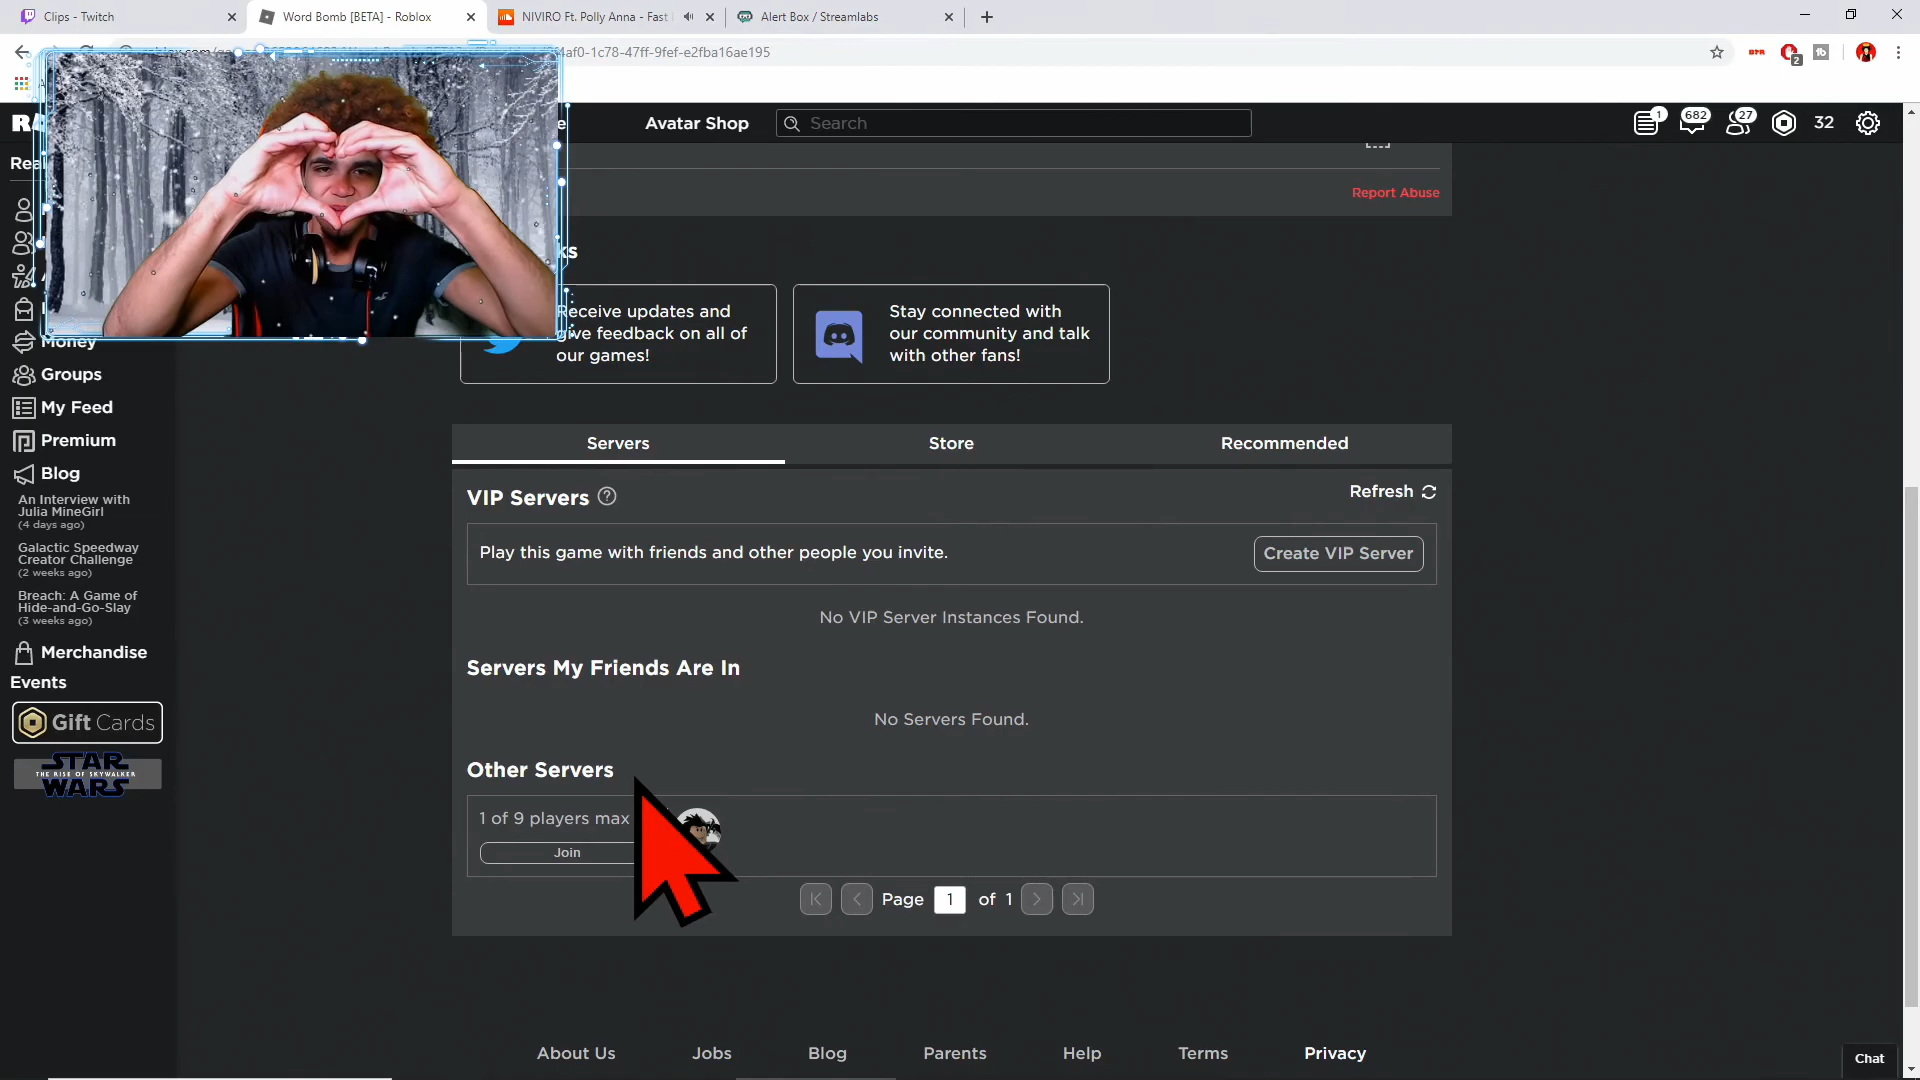 Clips - Twitch
Word Bomb [BETA] - Roblox
NIVIRO Ft. Polly Anna - Fast
Alert Box / Streamlabs
4af0-1c78-47ff-9fef-e2fba16ae195
2
Avatar Shop
Search
1
682
27
32
Report Abuse
Receive updates and
give feedback on all of
our games!
Stay connected with
our community and talk
with other fans!
Money
Groups
My Feed
Premium
Blog
An Interview with
Julia MineGirl
(4 days ago)
Galactic Speedway
Creator Challenge
(2 weeks ago)
Breach: A Game of
Hide-and-Go-Slay
(3 weeks ago)
Merchandise
Events
Gift Cards
STAR
THE RISE OF SKYWALKER
WARS
Servers
Store
Recommended
VIP Servers
Refresh
Play this game with friends and other people you invite.
Create VIP Server
No VIP Server Instances Found.
Servers My Friends Are In
No Servers Found.
Other Servers
1 of 9 players max
Join
Page 1 of 1
About Us
Jobs
Blog
Parents
Help
Terms
Privacy
Chat